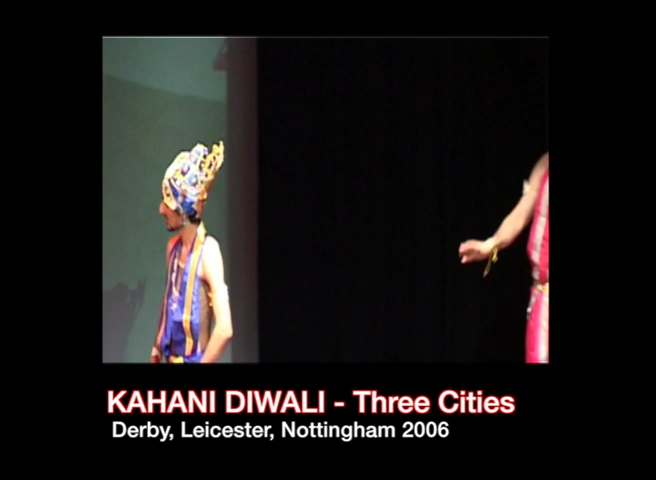 KAHANI DIWALI - Three Cities
Derby, Leicester, Nottingham 2006